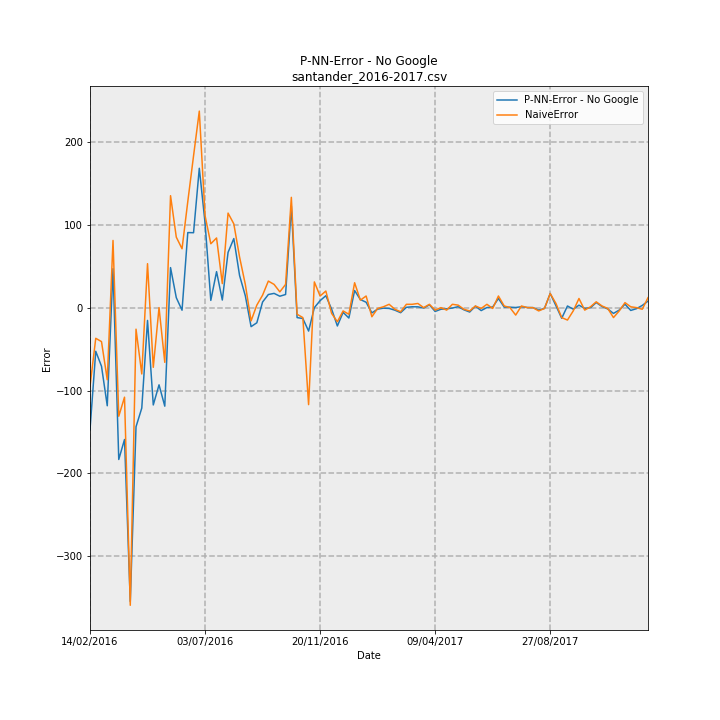 P-NN-Error - No Google
santander_2016-2017.csv
P-NN-Error - No Google
NaiveError
200
100
0
−100
−200
−300
Error
14/02/2016 03/07/2016 20/11/2016 09/04/2017 27/08/2017
Date